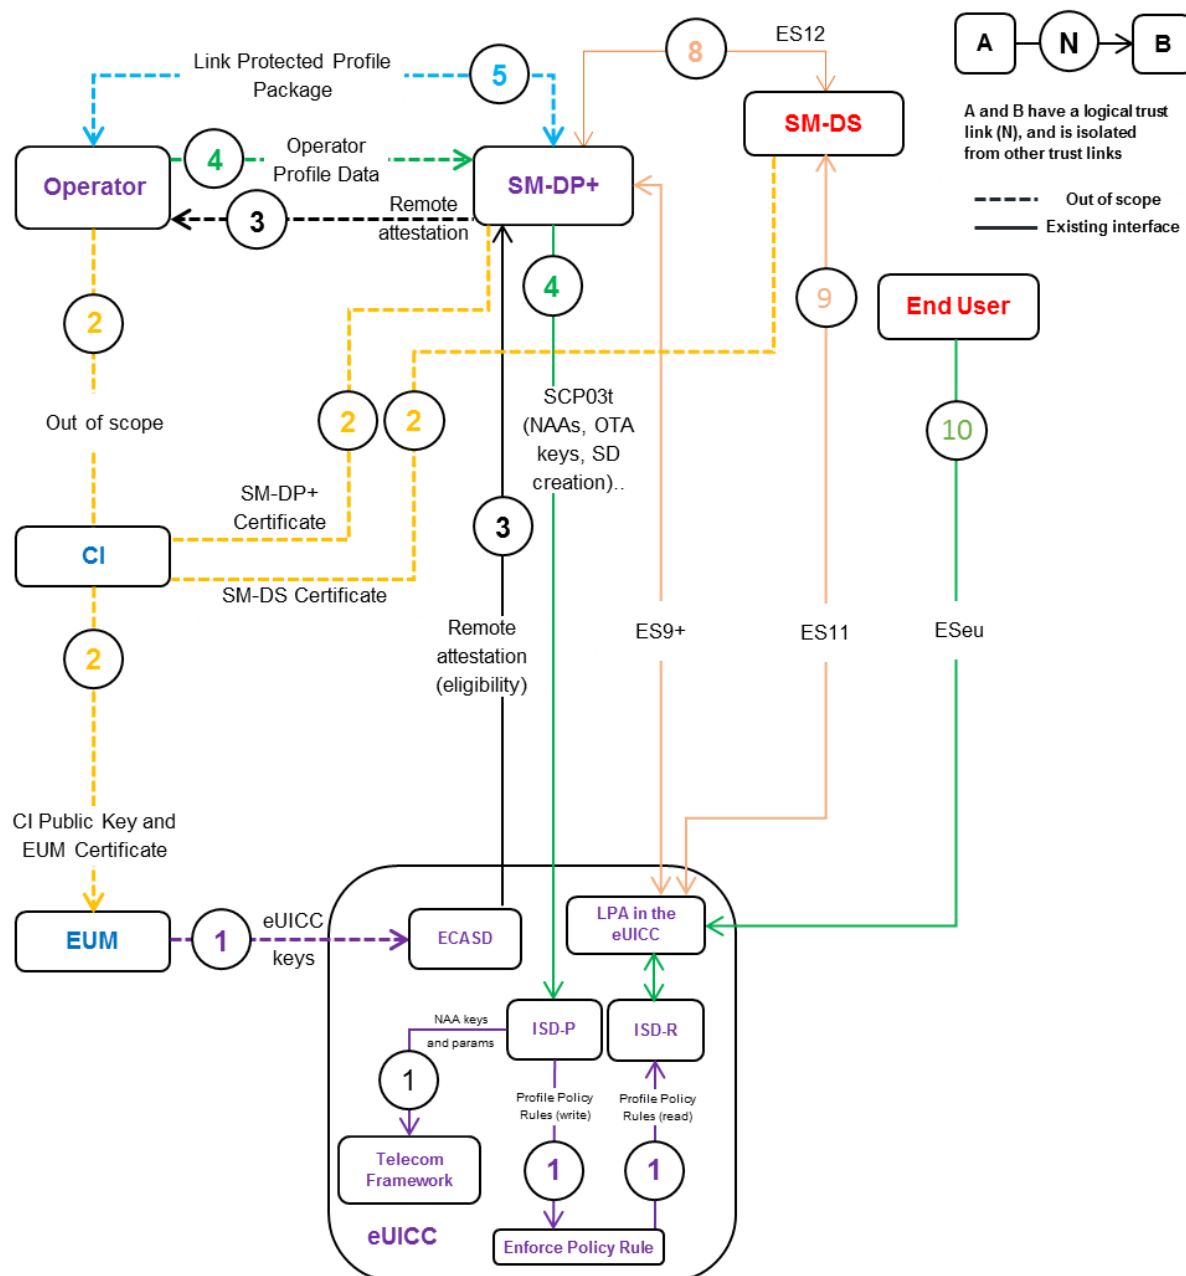 ES12
8
A
N
B
Link Protected Profile
Package
5
SM-DS
A and B have a logical trust
link (N), and is isolated
from other trust links
Operator
4
Operator
Profile Data
SM-DP+
Out of scope
Existing interface
3
Remote
attestation
4
9
End User
2
SCP03t
(NAAs, OTA
keys, SD
creation)..
Out of scope
2
2
10
SM-DP+
Certificate
3
CI
SM-DS Certificate
Remote
attestation
(eligibility)
ES9+
ES11
ESeu
2
CI Public Key and
EUM Certificate
EUM
1
eUICC
keys
ECASD
LPA in the
eUICC
NAA keys
and params
ISD-P
ISD-R
1
Profile Policy
Rules (write)
Profile Policy
Rules (read)
Telecom
Framework
1
1
eUICC
Enforce Policy Rule